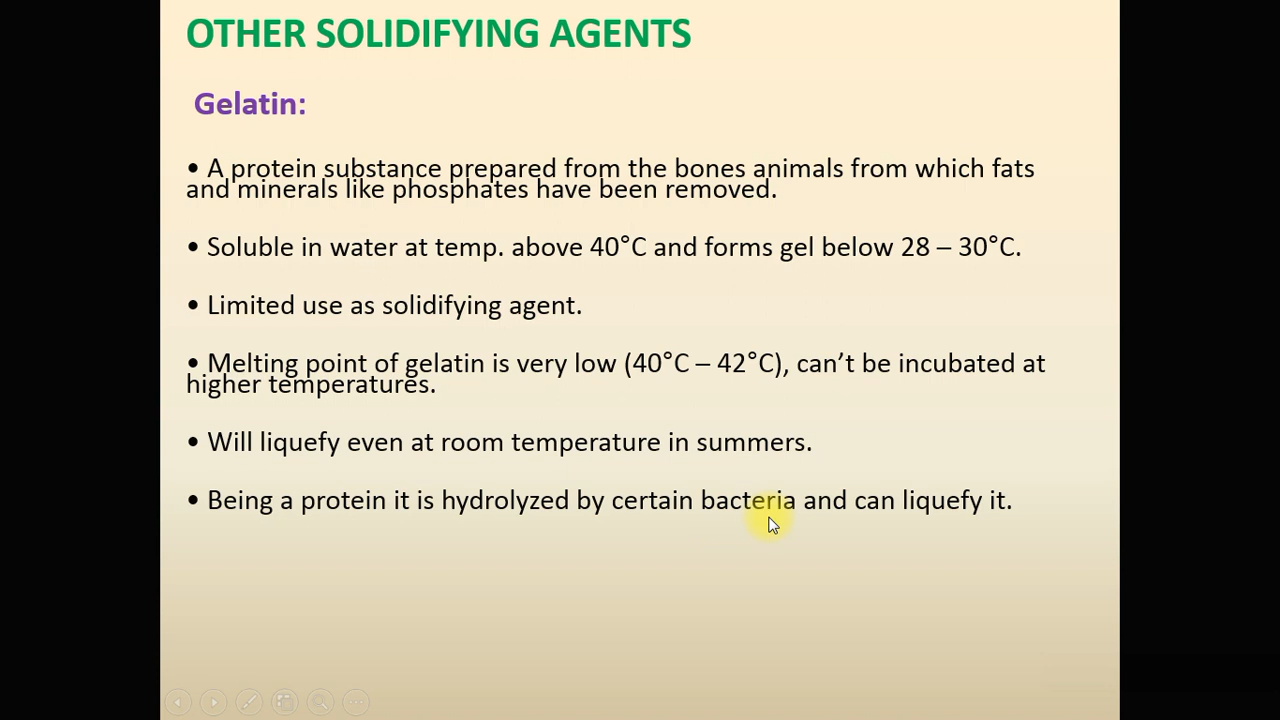 OTHER SOLIDIFYING AGENTS
Gelatin:
• A protein substance prepared from the bones animals from which fats
and minerals like phosphates have been removed.
• Soluble in water at temp. above 40°C and forms gel below 28 – 30°C.
• Limited use as solidifying agent.
• Melting point of gelatin is very low (40°C – 42°C), can’t be incubated at
higher temperatures.
• Will liquefy even at room temperature in summers.
• Being a protein it is hydrolyzed by certain bacteria and can liquefy it.